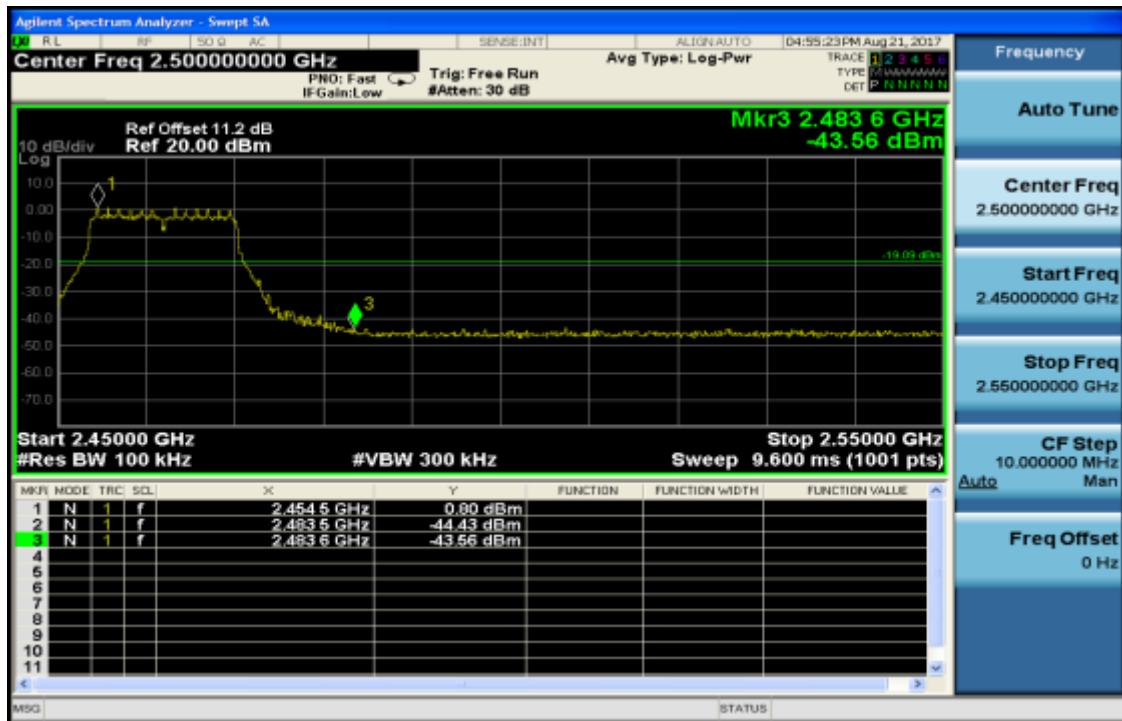 Agilent Spectrum Analyzer - Swept SA
RL RF 50 Ω AC SENSE:INT ALIGN AUTO 04:55:23PM Aug 21, 2017
Center Freq 2.500000000 GHz
PNO: Fast
IFGain:Low
Trig: Free Run
#Atten: 30 dB
Avg Type: Log-Pwr
TRACE 1 2 3 4 5 6
TYPE
DET P N N N N N
Mkr3 2.483 6 GHz
-43.56 dBm
Ref Offset 11.2 dB
10 dB/div Ref 20.00 dBm
Log
10.0
0.00
-10.0
-20.0
-30.0
-40.0
-50.0
-60.0
-70.0
1
3
-19.09 dBm
Start 2.45000 GHz Stop 2.55000 GHz
#Res BW 100 kHz #VBW 300 kHz Sweep 9.600 ms (1001 pts)
MKR MODE TRC SCL X Y FUNCTION FUNCTION WIDTH FUNCTION VALUE
1 N 1 f 2.454 5 GHz 0.80 dBm
2 N 1 f 2.483 5 GHz -44.43 dBm
3 N 1 f 2.483 6 GHz -43.56 dBm
4
5
6
7
8
9
10
11
MSG STATUS
Frequency
Auto Tune
Center Freq
2.500000000 GHz
Start Freq
2.450000000 GHz
Stop Freq
2.550000000 GHz
CF Step
10.000000 MHz
Auto Man
Freq Offset
0 Hz